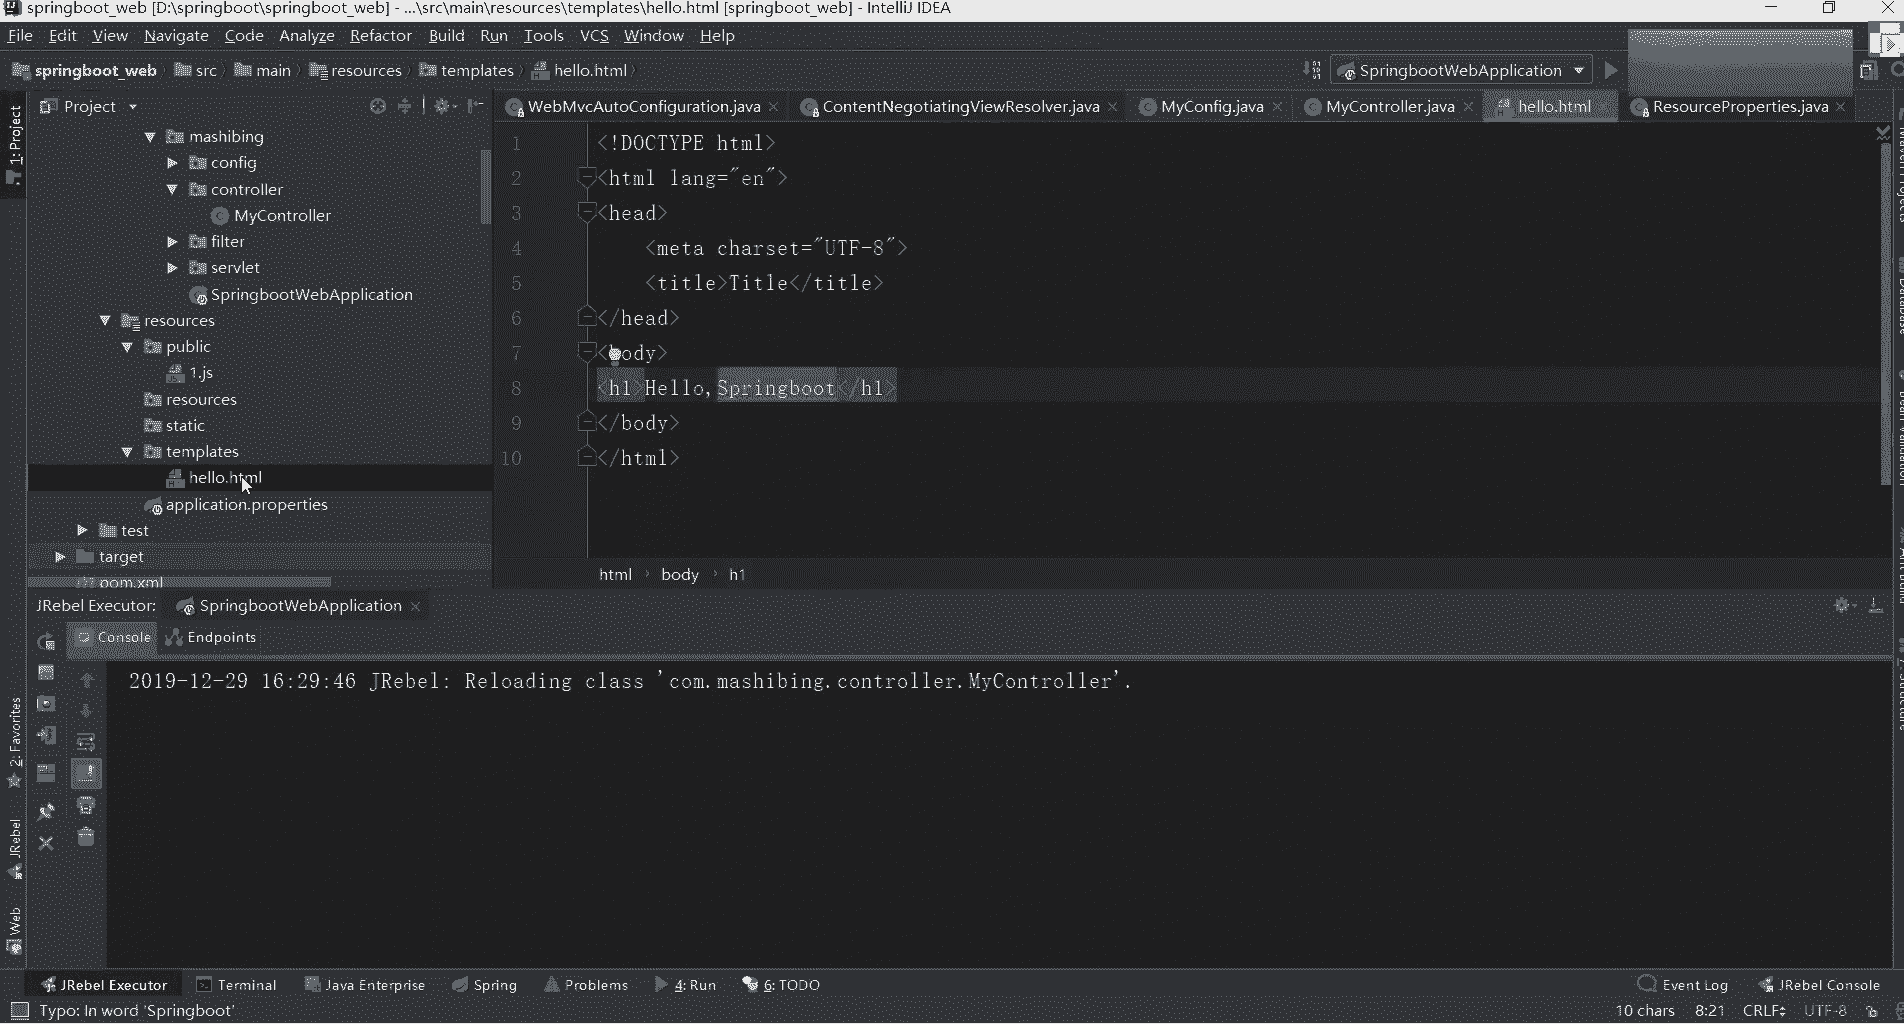 springboot_web [D:\springboot\springboot_web] - ...\src\main\resources\templates\hello.html [springboot_web] - IntelliJ IDEA
File Edit View Navigate Code Analyze Refactor Build Run Tools VCS Window Help
springboot_web src main resources templates hello.html SpringbootWebApplication
1: Project
Project
WebMvcAutoConfiguration.java ContentNegotiatingViewResolver.java MyConfig.java MyController.java hello.html ResourceProperties.java
mashibing
config
controller
MyController
filter
servlet
SpringbootWebApplication
resources
public
1.js
resources
static
templates
hello.html
application.properties
test
target
pom.xml
1 <!DOCTYPE html>
2 <html lang="en">
3 <head>
4 <meta charset="UTF-8">
5 <title>Title</title>
6 </head>
7 <body>
8 <h1>Hello,Springboot</h1>
9 </body>
10 </html>
html body h1
JRebel Executor: SpringbootWebApplication
Console Endpoints
2019-12-29 16:29:46 JRebel: Reloading class 'com.mashibing.controller.MyController'.
2: Favorites
JRebel
Web
JRebel Executor Terminal Java Enterprise Spring Problems 4: Run 6: TODO Event Log JRebel Console
Typo: In word 'Springboot' 10 chars 8:21 CRLF UTF-8